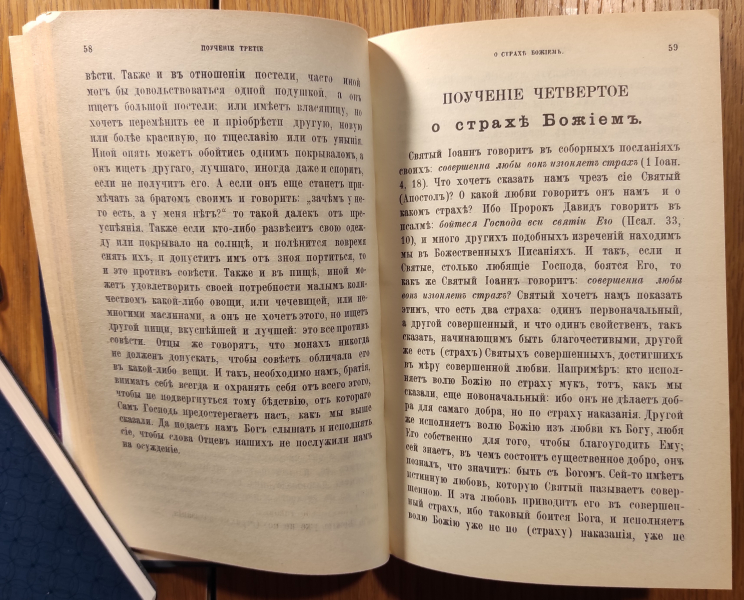 58
ПОУЧЕНІЕ ТРЕТІЕ
вѣсти. Также и въ отношеніи постели, часто иной
могъ бы довольствоваться одной подушкой, а онъ
ищетъ большой постели; или имѣетъ власяницу, но
хочетъ перемѣнить ее и пріобрѣсти другую, новую
или болѣе красивую, по тщеславію или отъ унынія.
Иной опять можетъ обойтись однимъ покрываломъ, а
онъ ищетъ другаго, лучшаго, иногда даже и споритъ,
если не получитъ его. А если онъ еще станетъ при-
мѣчать за братомъ своимъ и говорить: „зачѣмъ у не-
го есть, а у меня нѣтъ?“ то такой далекъ отъ пре-
успѣянія. Также если кто-либо развѣситъ свою одеж-
ду или покрывало на солнцѣ, и полѣнится вовремя
снять ихъ, и допуститъ имъ отъ зноя портиться, то
и это противъ совѣсти. Также и въ пищѣ, иной мо-
жетъ удовлетворить своей потребности малымъ коли-
чествомъ какой-либо овощи, или чечевицей, или не-
многими маслинами, а онъ не хочетъ этого, но ищетъ
другой пищи, вкуснѣйшей и лучшей: это все противъ
совѣсти. Отцы же говорятъ, что монахъ никогда
не долженъ допускать, чтобы совѣсть обличала его
въ какой-либо вещи. И такъ, необходимо намъ, братія,
внимать себѣ всегда и охранять себя отъ всего этого,
чтобы не подвергнуться тому бѣдствію, отъ котораго
Самъ Господь предостерегаетъ насъ, какъ мы выше
сказали. Да подастъ намъ Богъ слышать и исполнять
сіе, чтобы слова Отцевъ нашихъ не послужили намъ
на осужденіе.
О СТРАХѢ БОЖІЕМЪ.
59
ПОУЧЕНІЕ ЧЕТВЕРТОЕ
о страхѣ Божіемъ.
Святый Іоаннъ говоритъ въ соборныхъ посланіяхъ
своихъ: совершенна любы вонъ изгоняетъ страхъ (1 Іоан.
4, 18). Что хочетъ сказать намъ чрезъ сіе Святый
(Апостолъ)? О какой любви говоритъ онъ намъ и о
какомъ страхѣ? Ибо Пророкъ Давидъ говоритъ въ
псалмѣ: бойтеся Господа вси святіи Его (Псал. 33,
10), и много другихъ подобныхъ изреченій находимъ
мы въ Божественныхъ Писаніяхъ. И такъ, если и
Святые, столько любящіе Господа, боятся Его, то
какъ же Святый Іоаннъ говоритъ: совершенна любы
вонъ изгоняетъ страхъ? Святый хочетъ намъ показать
этимъ, что есть два страха: одинъ первоначальный,
а другой совершенный, и что одинъ свойственъ, такъ
сказать, начинающимъ быть благочестивыми, другой
же есть (страхъ) Святыхъ совершенныхъ, достигшихъ
въ мѣру совершенной любви. Напримѣръ: кто испол-
няетъ волю Божію по страху мукъ, тотъ, какъ мы
сказали, еще новоначальный: ибо онъ не дѣлаетъ доб-
ра для самаго добра, но по страху наказанія. Другой
же исполняетъ волю Божію изъ любви къ Богу, любя
Его собственно для того, чтобы благоугодить Ему;
сей знаетъ, въ чемъ состоитъ существенное добро, онъ
позналъ, что значитъ: быть съ Богомъ. Сей-то имѣетъ
истинную любовь, которую Святый называетъ совер-
шенною. И эта любовь приводитъ его въ совершен-
ный страхъ, ибо таковый боится Бога, и исполняетъ
волю Божію уже не по (страху) наказанія, уже не